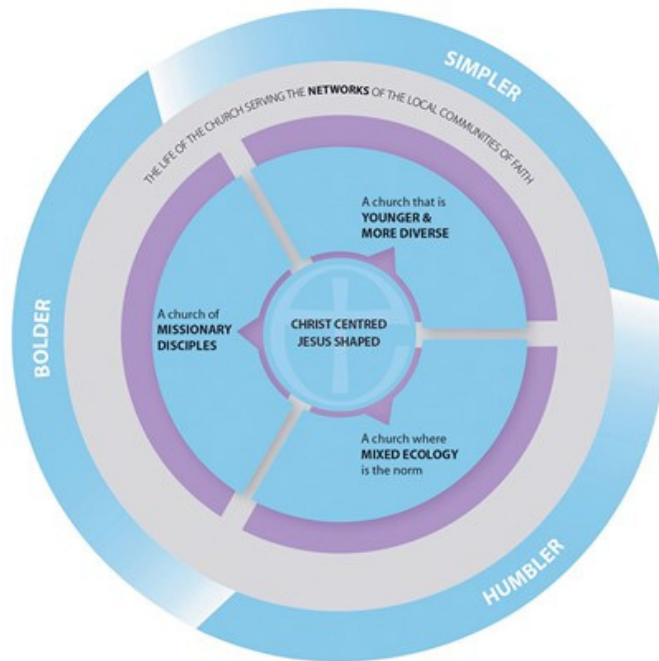 SIMPLER
THE LIFE OF THE CHURCH SERVING THE NETWORKS OF THE LOCAL COMMUNITIES OF FAITH
A church that is
YOUNGER &
MORE DIVERSE
A church of
MISSIONARY
DISCIPLES
CHRIST CENTRED
JESUS SHAPED
A church where
MIXED ECOLOGY
is the norm
BOLDER
HUMBLER